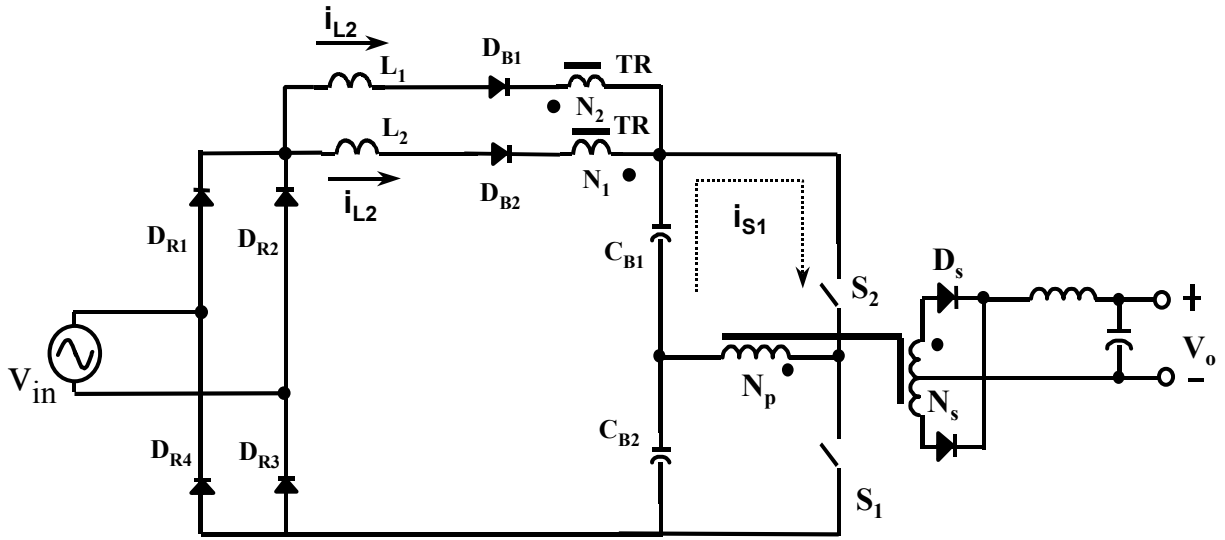 iL2
DB1
TR
L1
N2
TR
L2
N1
DB2
iL2
iS1
DR1
DR2
CB1
S2
Ds
+
Vo
−
Vin
Np
Ns
CB2
DR4
DR3
S1